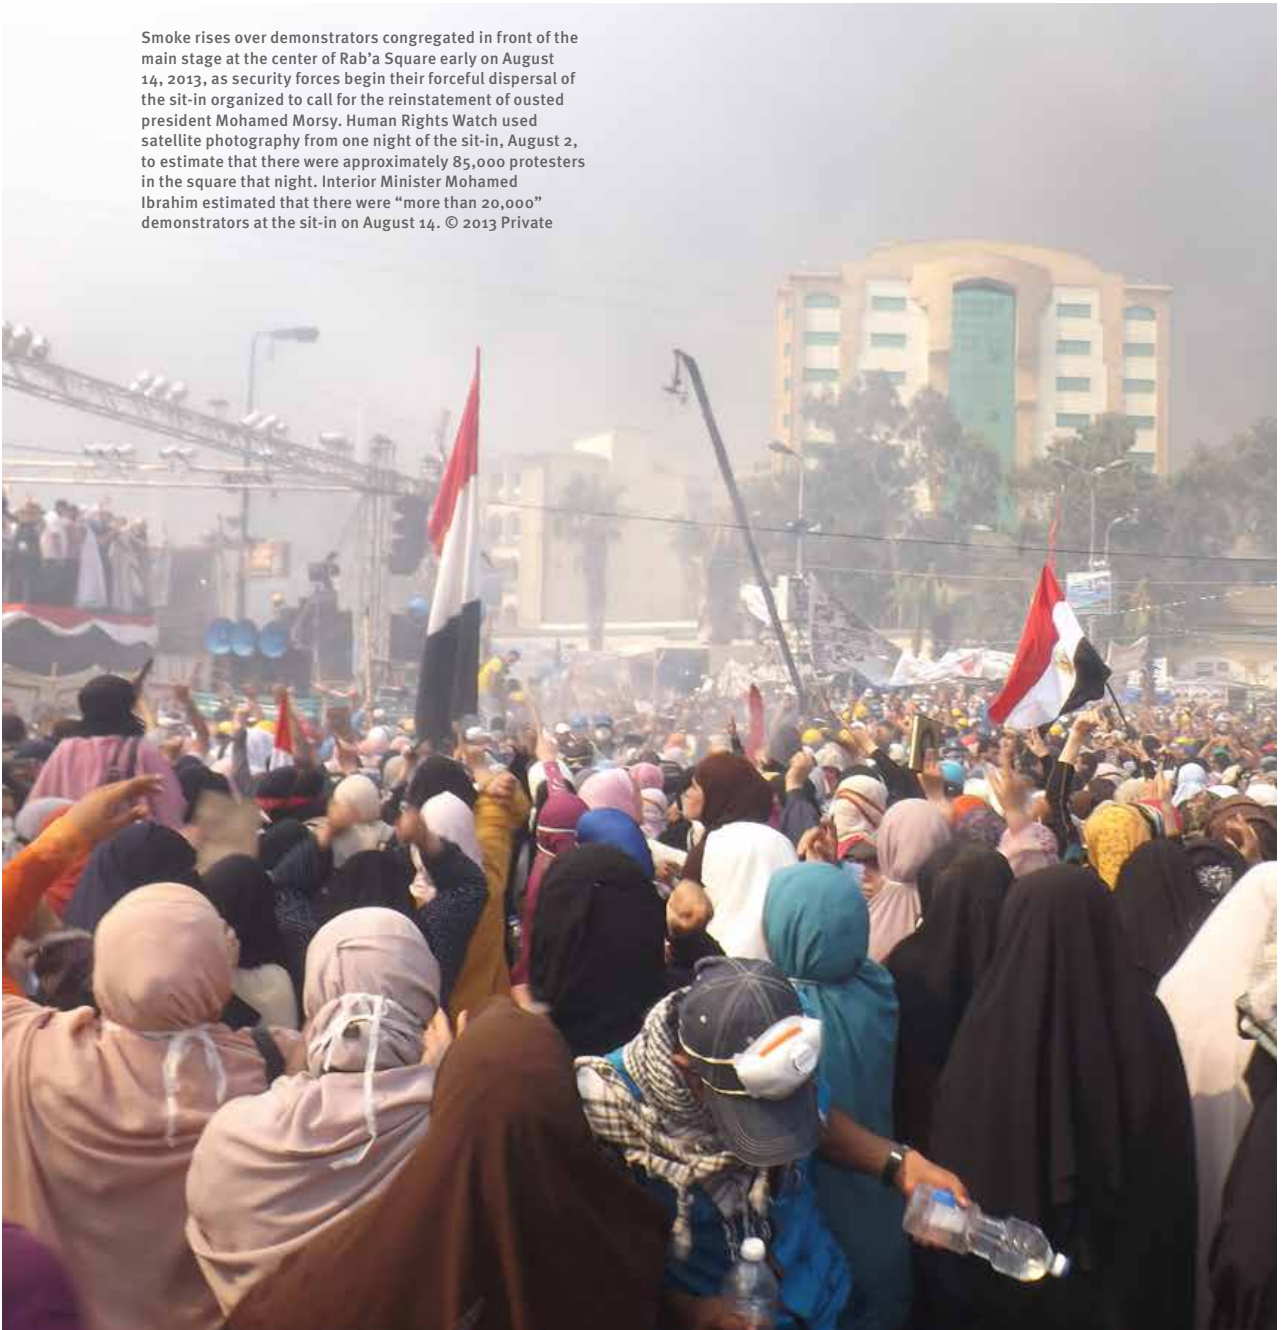 Smoke rises over demonstrators congregated in front of the
main stage at the center of Rab’a Square early on August
14, 2013, as security forces begin their forceful dispersal of
the sit-in organized to call for the reinstatement of ousted
president Mohamed Morsy. Human Rights Watch used
satellite photography from one night of the sit-in, August 2,
to estimate that there were approximately 85,000 protesters
in the square that night. Interior Minister Mohamed
Ibrahim estimated that there were “more than 20,000”
demonstrators at the sit-in on August 14. © 2013 Private